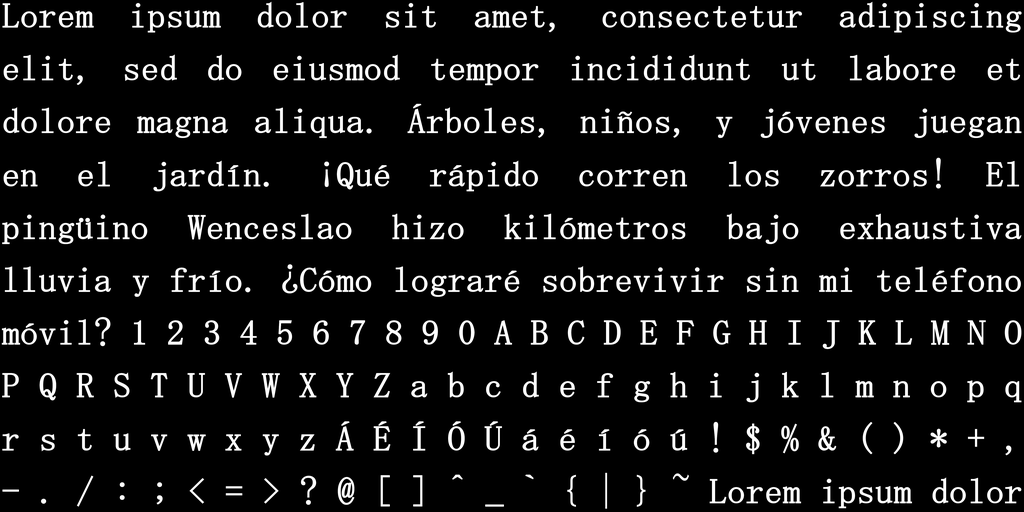 Lorem ipsum dolor sit amet, consectetur adipiscing
elit, sed do eiusmod tempor incididunt ut labore et
dolore magna aliqua. Árboles, niños, y jóvenes juegan
en el jardín. ¡Qué rápido corren los zorros! El
pingüino Wenceslao hizo kilómetros bajo exhaustiva
lluvia y frío. ¿Cómo lograré sobrevivir sin mi teléfono
móvil? 1 2 3 4 5 6 7 8 9 0 A B C D E F G H I J K L M N O
P Q R S T U V W X Y Z a b c d e f g h i j k l m n o p q
r s t u v w x y z Á É Í Ó Ú á é í ó ú ! $ % & ( ) * + ,
- . / : ; < = > ? @ [ ] ^ _ ` { | } ~ Lorem ipsum dolor